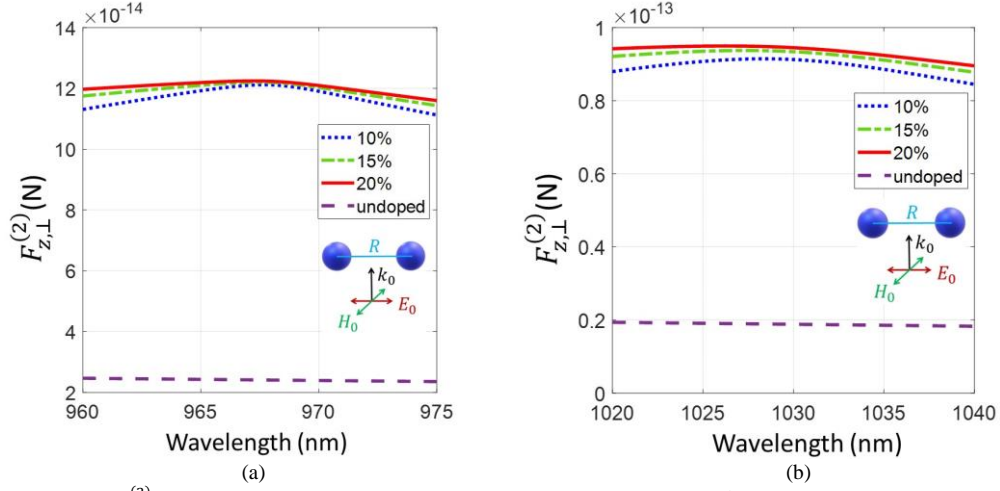 ×10⁻¹⁴
14
12
10
8
6
4
2
F_{z,⊥}^{(2)}(N)
10%
15%
20%
undoped
R
k₀
E₀
H₀
960
965
970
975
Wavelength (nm)
(a)
×10⁻¹³
1
0.8
0.6
0.4
0.2
0
F_{z,⊥}^{(2)}(N)
10%
15%
20%
undoped
R
k₀
E₀
H₀
1020
1025
1030
1035
1040
Wavelength (nm)
(b)